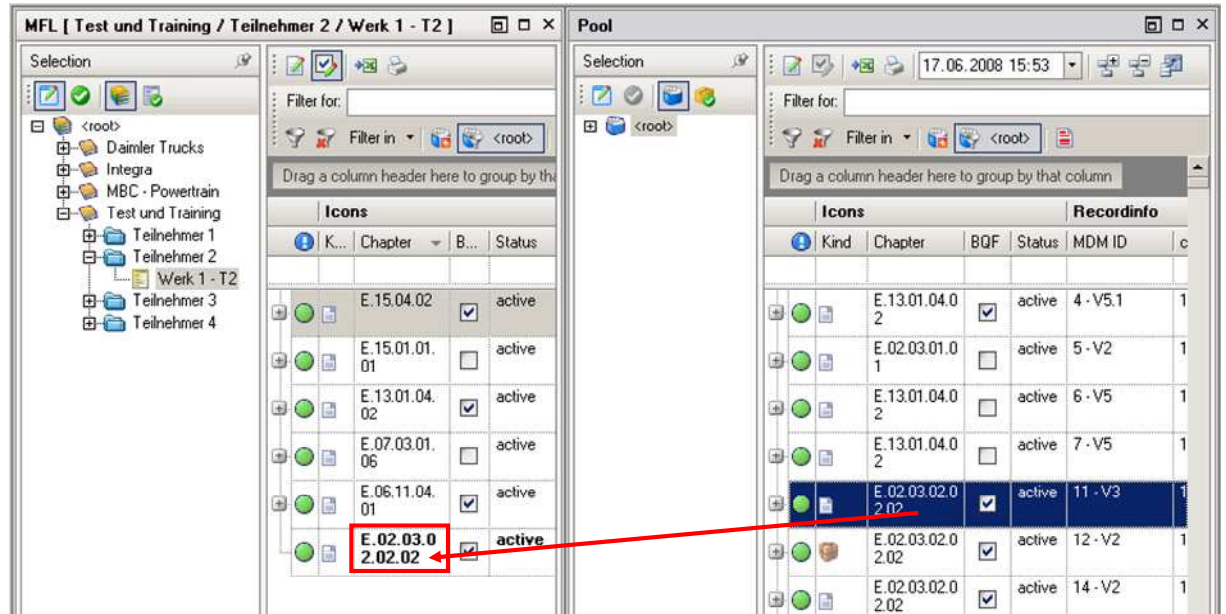 MFL [ Test und Training / Teilnehmer 2 / Werk 1 - T2 ]
Selection
<root>
Daimler Trucks
Integra
MBC - Powertrain
Test und Training
Teilnehmer 1
Teilnehmer 2
Werk 1 - T2
Teilnehmer 3
Teilnehmer 4
Filter for:
Filter in
<root>
Drag a column header here to group by tha
Icons
K... Chapter B... Status
E.15.04.02 active
E.15.01.01.
01
active
E.13.01.04.
02
active
E.07.03.01.
06
active
E.06.11.04.
01
active
E.02.03.0
2.02.02
active
Pool
Selection
<root>
17.06.2008 15:53
Filter for:
Filter in
<root>
Drag a column header here to group by that column
Icons Recordinfo
Kind Chapter BQF Status MDM ID c
E.13.01.04.0
2
active 4 - V5.1 1
E.02.03.01.0
1
active 5 - V2 1
E.13.01.04.0
2
active 6 - V5 1
E.13.01.04.0
2
active 7 - V5 1
E.02.03.02.0
2.02
active 11 - V3 1
E.02.03.02.0
2.02
active 12 - V2 1
E.02.03.02.0
2.02
active 14 - V2 1